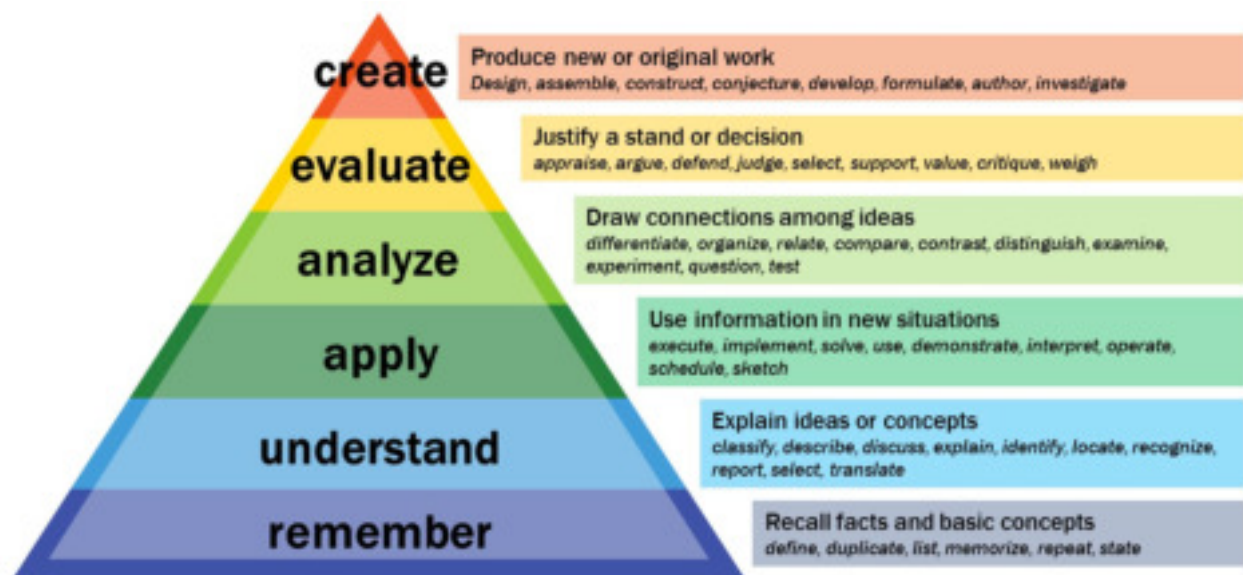 create
Produce new or original work
Design, assemble, construct, conjecture, develop, formulate, author, investigate
evaluate
Justify a stand or decision
appraise, argue, defend, judge, select, support, value, critique, weigh
analyze
Draw connections among ideas
differentiate, organize, relate, compare, contrast, distinguish, examine,
experiment, question, test
apply
Use information in new situations
execute, implement, solve, use, demonstrate, interpret, operate,
schedule, sketch
understand
Explain ideas or concepts
classify, describe, discuss, explain, identify, locate, recognize,
report, select, translate
remember
Recall facts and basic concepts
define, duplicate, list, memorize, repeat, state